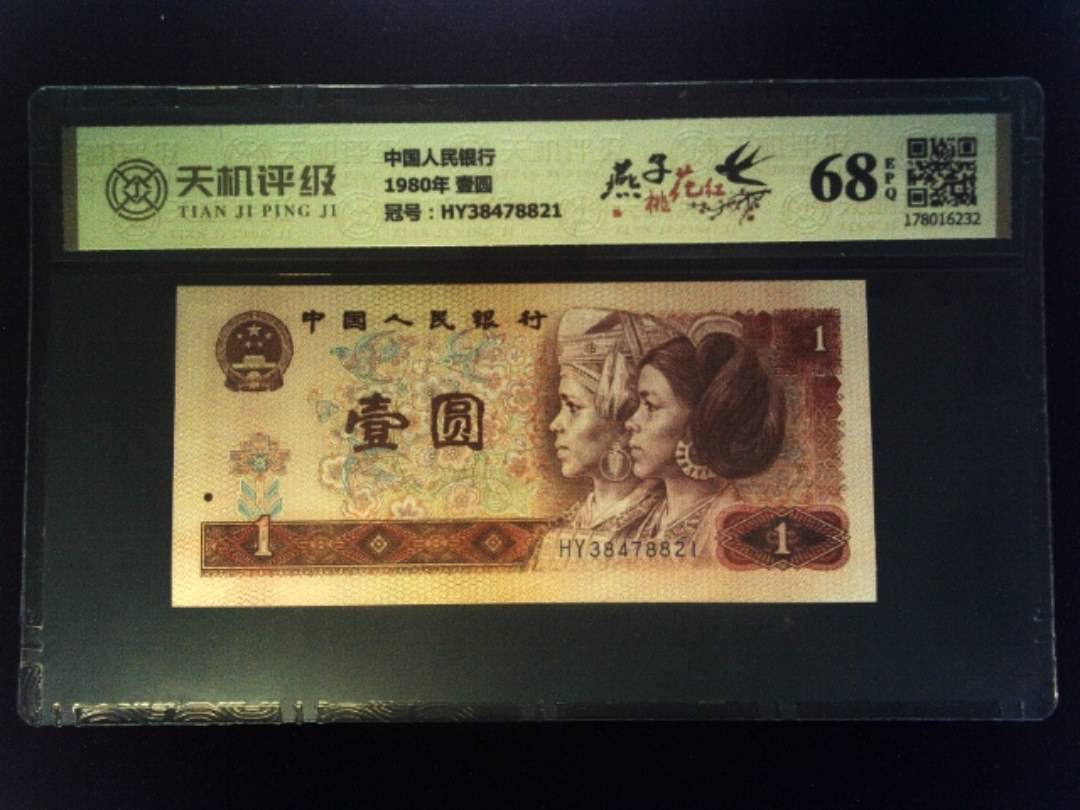 天机评级
TIAN JI PING JI
中国人民银行
1980年 壹圆
冠号：HY38478821
燕子
桃花红
68
EPQ
178016232
中国人民银行
1
壹圆
1
HY38478821
1